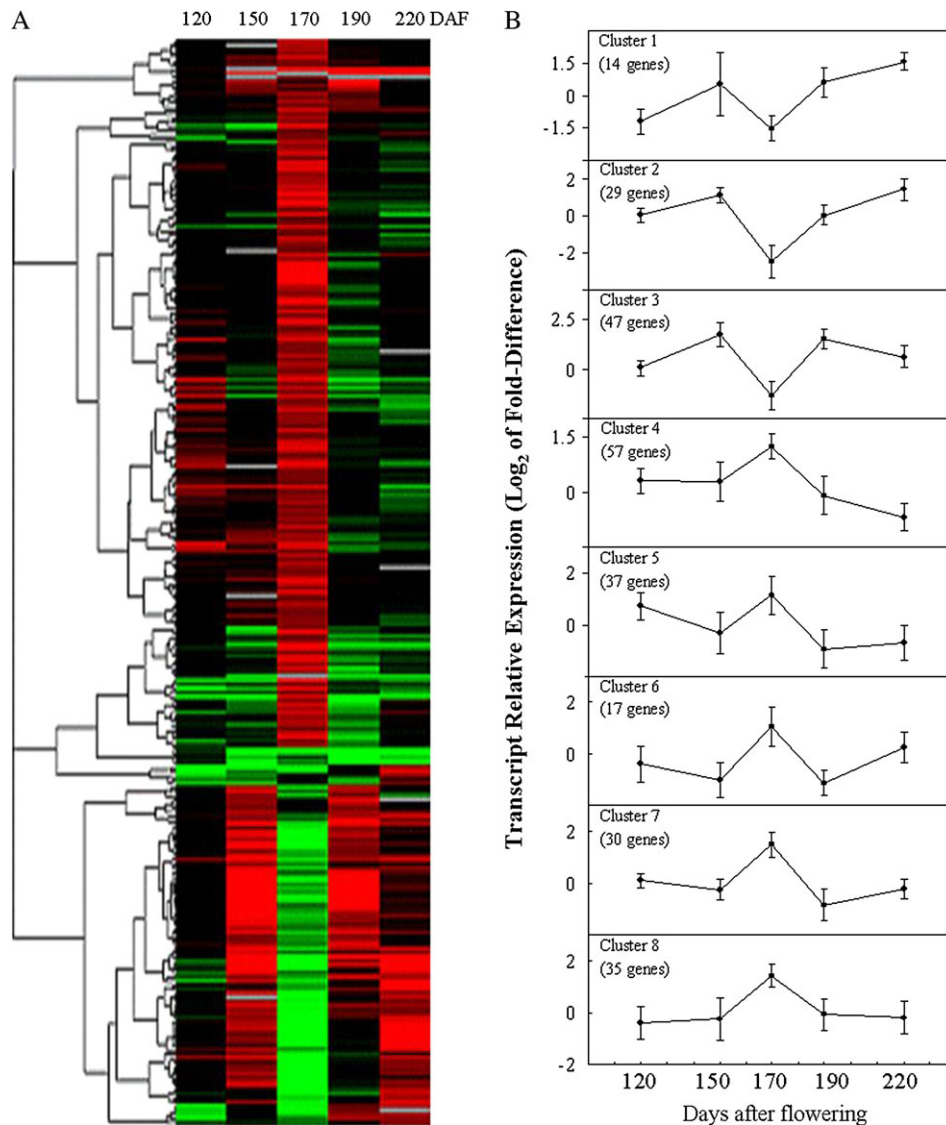 A
120 150 170 190 220 DAF
B
Cluster 1
(14 genes)
1.5
0
-1.5
Cluster 2
(29 genes)
2
0
-2
Cluster 3
(47 genes)
2.5
0
Cluster 4
(57 genes)
1.5
0
Cluster 5
(37 genes)
2
0
Cluster 6
(17 genes)
2
0
Cluster 7
(30 genes)
2
0
Cluster 8
(35 genes)
2
0
-2
Transcript Relative Expression (Log2 of Fold-Difference)
120 150 170 190 220
Days after flowering